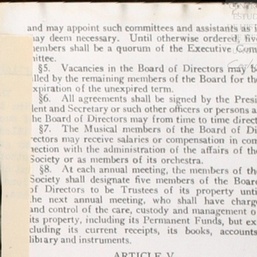 and may appoint such committees and assistants as i
may deem necessary. Until otherwise ordered, five
members shall be a quorum of the Executive Com
mittee.
§5. Vacancies in the Board of Directors may b
filled by the remaining members of the Board for th
expiration of the unexpired term.
§6. All agreements shall be signed by the Presi
dent and Secretary or such other officers or persons a
the Board of Directors may from time to time direct
§7. The Musical members of the Board of Di
rectors may receive salaries or compensation in con
nection with the administration of the affairs of th
Society or as members of its orchestra.
§8. At each annual meeting, the members of the
Society shall designate five members of the Board
of Directors to be Trustees of its property until
the next annual meeting, who shall have charg
and control of the care, custody and management o
its property, including its Permanent Funds, but ex
cluding its current receipts, its books, accounts
library and instruments.
ARTICLE V